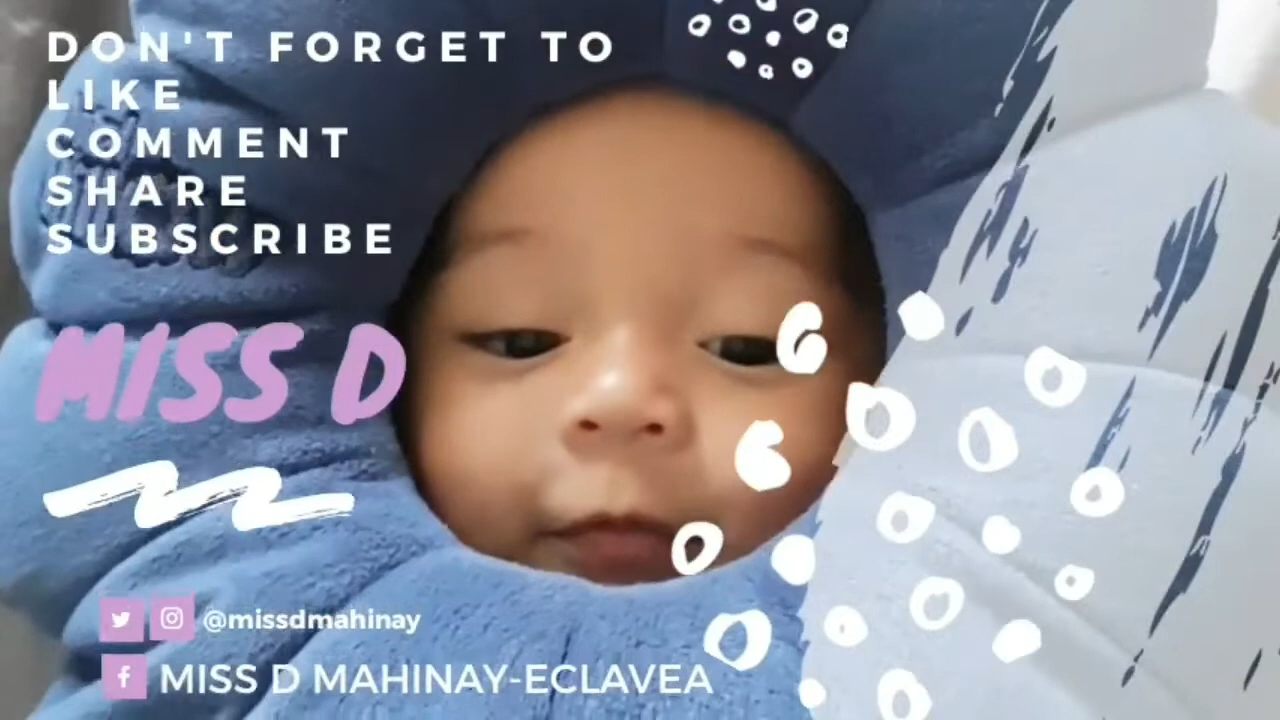 DON'T FORGET TO
LIKE
COMMENT
SHARE
SUBSCRIBE
MISS D
@missdmahinay
MISS D MAHINAY-ECLAVEA